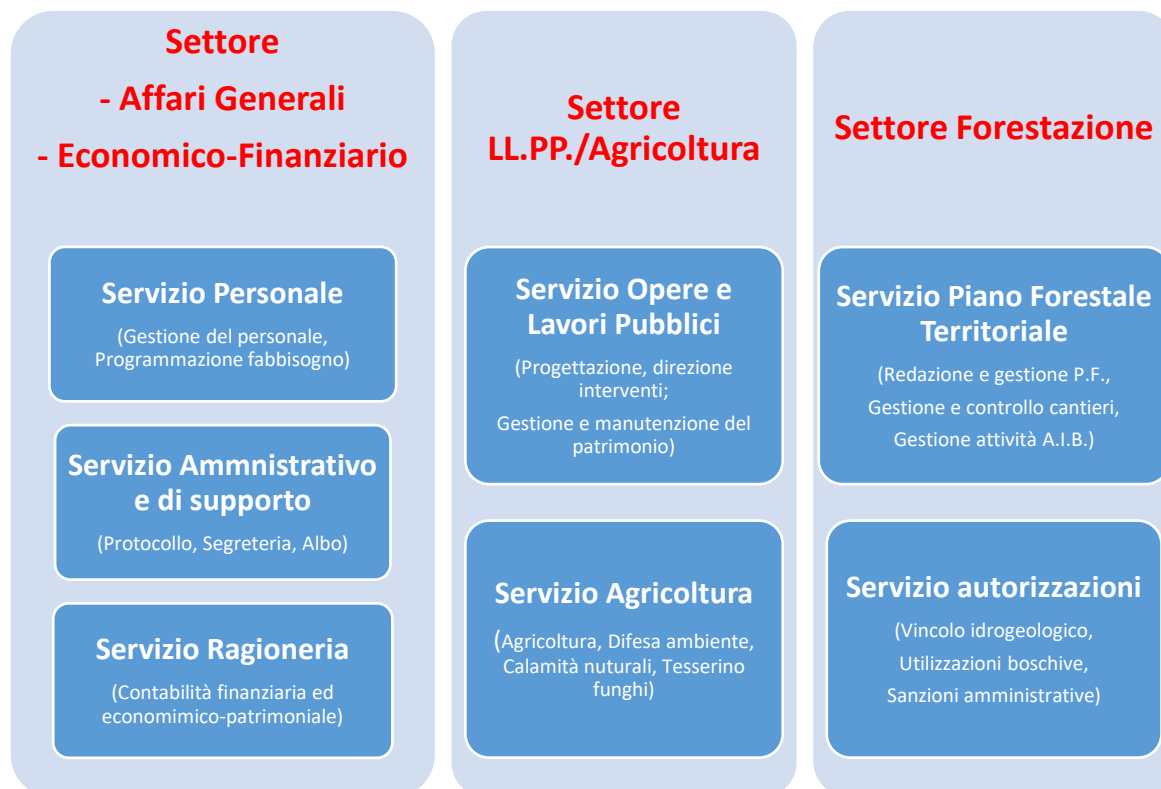 Settore
- Affari Generali
- Economico-Finanziario
Servizio Personale
(Gestione del personale,
Programmazione fabbisogno)
Servizio Ammnistrativo
e di supporto
(Protocollo, Segreteria, Albo)
Servizio Ragioneria
(Contabilità finanziaria ed
economimico-patrimoniale)
Settore
LL.PP./Agricoltura
Servizio Opere e
Lavori Pubblici
(Progettazione, direzione
interventi;
Gestione e manutenzione del
patrimonio)
Servizio Agricoltura
(Agricoltura, Difesa ambiente,
Calamità nuturali, Tesserino
funghi)
Settore Forestazione
Servizio Piano Forestale
Territoriale
(Redazione e gestione P.F.,
Gestione e controllo cantieri,
Gestione attività A.I.B.)
Servizio autorizzazioni
(Vincolo idrogeologico,
Utilizzazioni boschive,
Sanzioni amministrative)